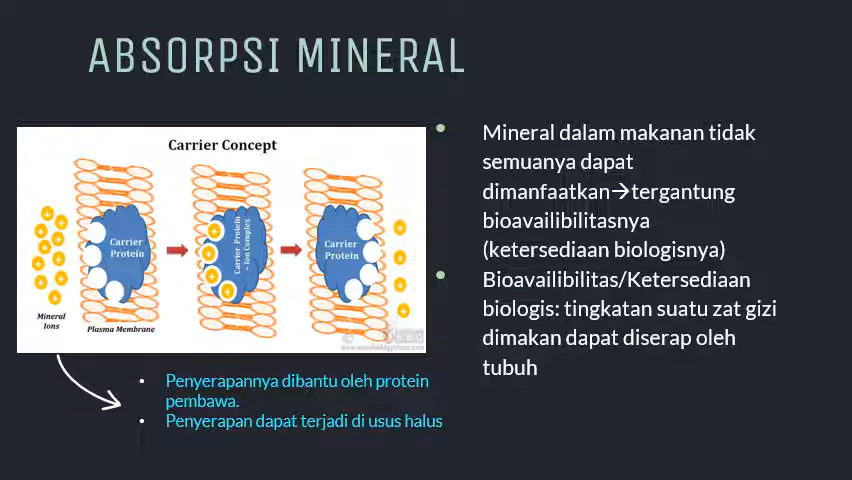 ABSORPSI MINERAL
Carrier Concept
Carrier
Protein
Carrier Protein
– Ion Complex
Carrier
Protein
Mineral
Ions
Plasma Membrane
• Penyerapannya dibantu oleh protein
pembawa.
• Penyerapan dapat terjadi di usus halus
• Mineral dalam makanan tidak
semuanya dapat
dimanfaatkan→tergantung
bioavailibilitasnya
(ketersediaan biologisnya)
• Bioavailibilitas/Ketersediaan
biologis: tingkatan suatu zat gizi
dimakan dapat diserap oleh
tubuh